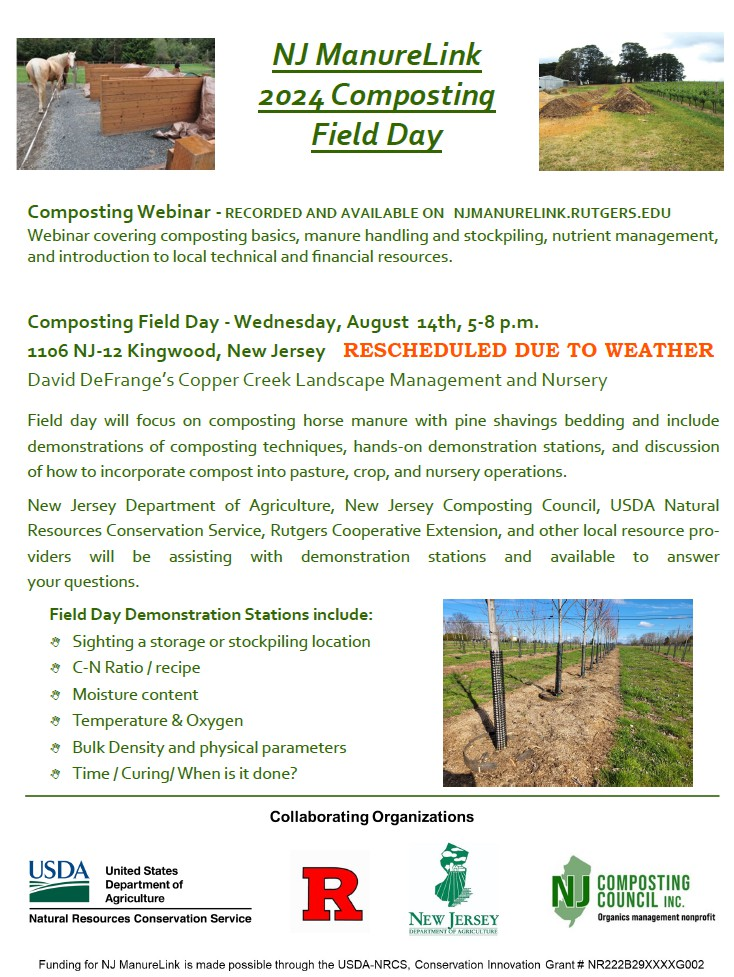 NJ ManureLink
2024 Composting
Field Day
Composting Webinar - RECORDED AND AVAILABLE ON NJMANURELINK.RUTGERS.EDU
Webinar covering composting basics, manure handling and stockpiling, nutrient management,
and introduction to local technical and financial resources.
Composting Field Day - Wednesday, August 14th, 5-8 p.m.
1106 NJ-12 Kingwood, New Jersey RESCHEDULED DUE TO WEATHER
David DeFrange's Copper Creek Landscape Management and Nursery
Field day will focus on composting horse manure with pine shavings bedding and include
demonstrations of composting techniques, hands-on demonstration stations, and discussion
of how to incorporate compost into pasture, crop, and nursery operations.
New Jersey Department of Agriculture, New Jersey Composting Council, USDA Natural
Resources Conservation Service, Rutgers Cooperative Extension, and other local resource pro-
viders will be assisting with demonstration stations and available to answer
your questions.
Field Day Demonstration Stations include:
Sighting a storage or stockpiling location
C-N Ratio / recipe
Moisture content
Temperature & Oxygen
Bulk Density and physical parameters
Time / Curing/ When is it done?
Collaborating Organizations
USDA
United States
Department of
Agriculture
Natural Resources Conservation Service
R
NEW JERSEY
DEPARTMENT OF AGRICULTURE
NJ
COMPOSTING
COUNCIL INC.
Organics management nonprofit
Funding for NJ ManureLink is made possible through the USDA-NRCS, Conservation Innovation Grant # NR222B29XXXXG002